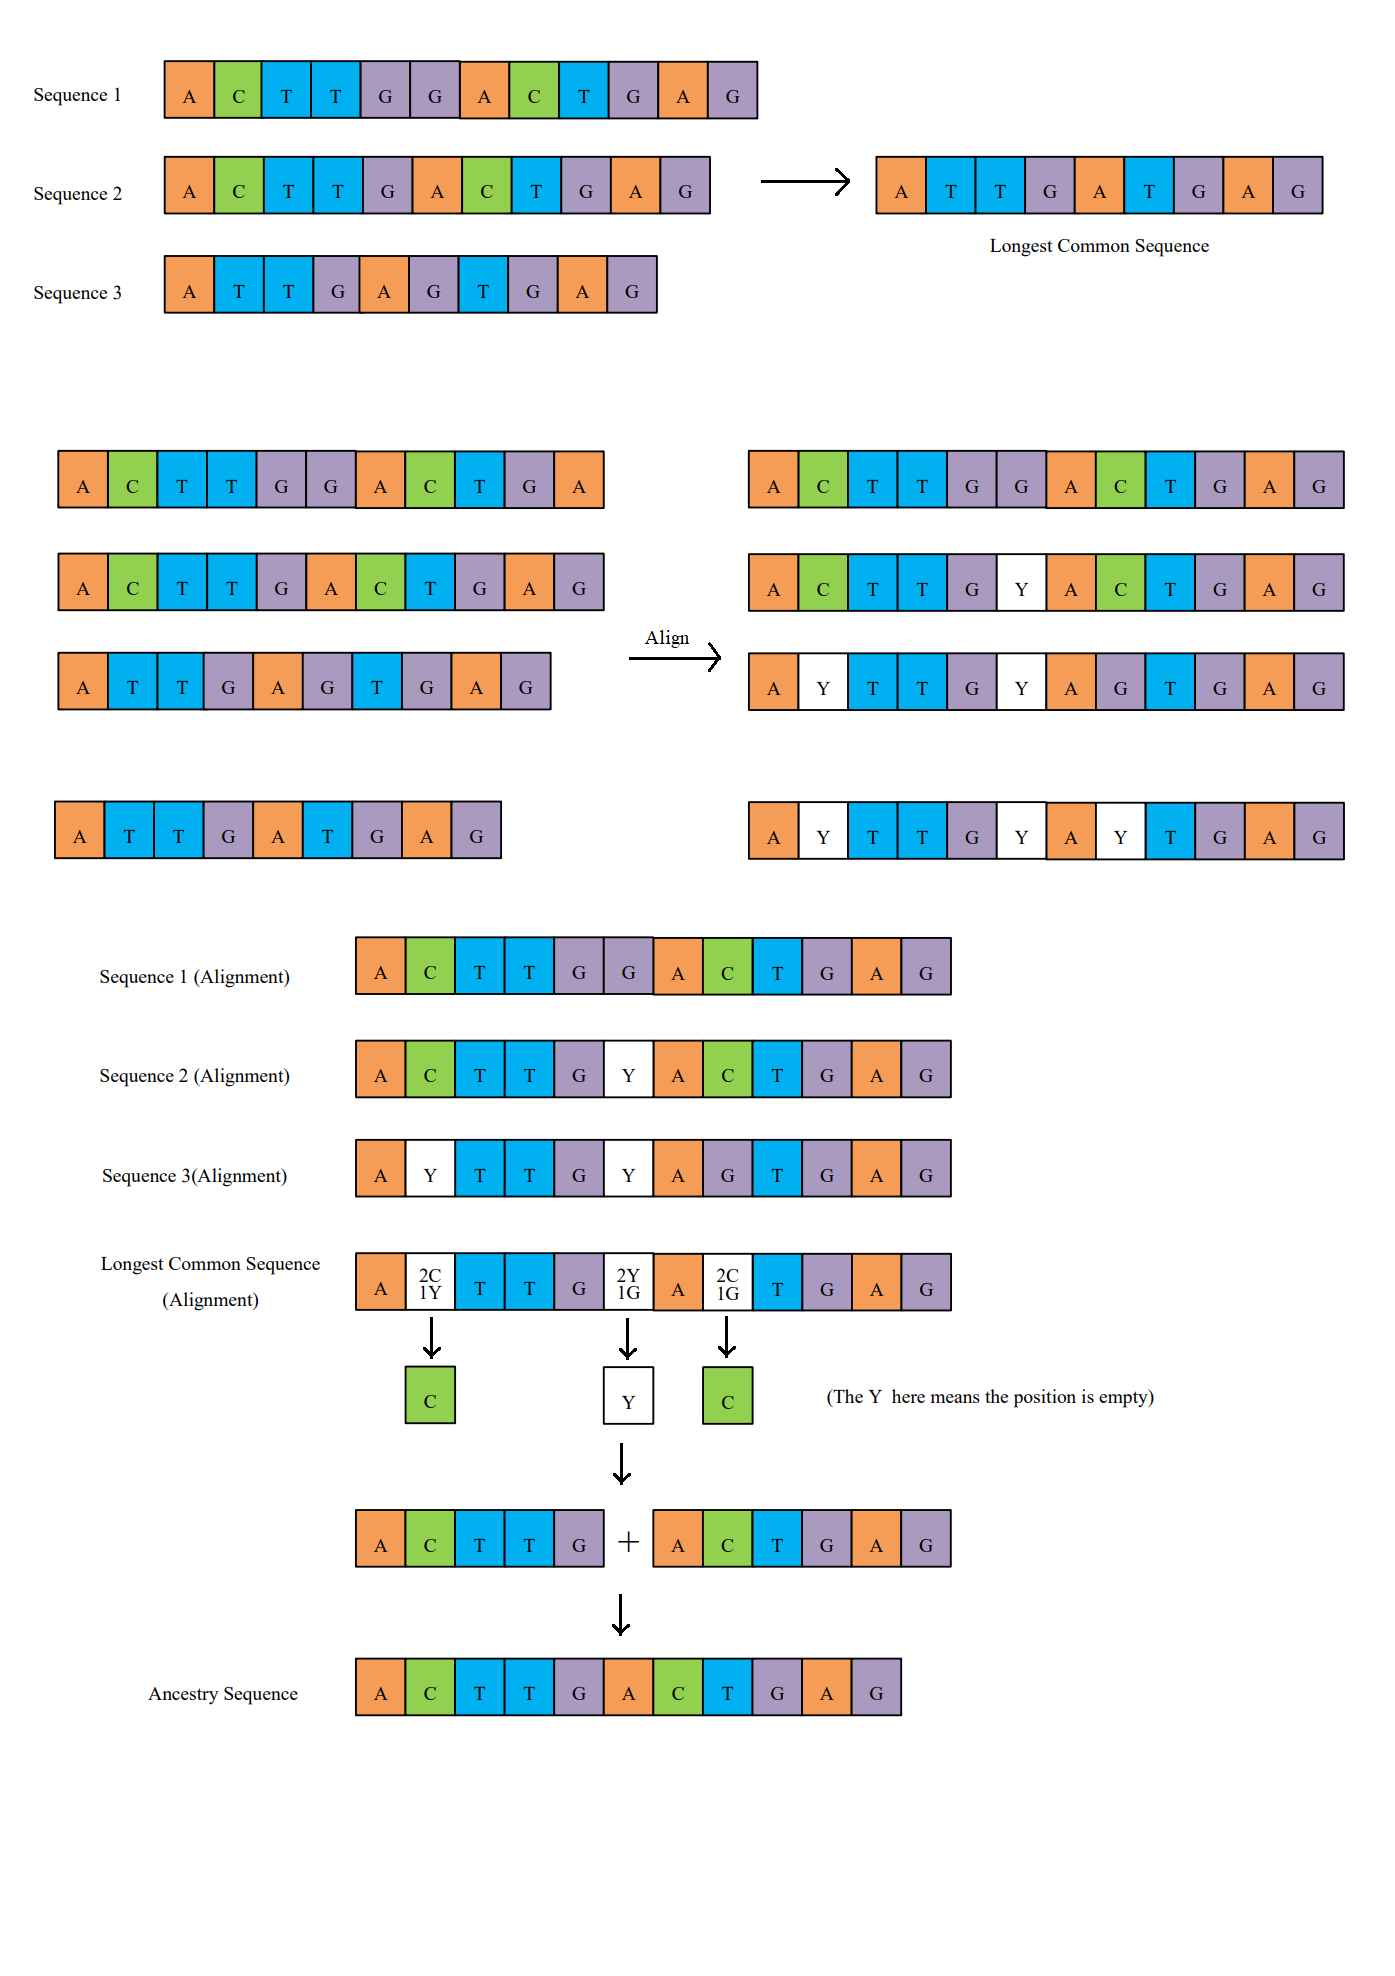 Sequence 1 A C T T G G A C T G A G
Sequence 2 A C T T G A C T G A G A T T G A T G A G
Longest Common Sequence
Sequence 3 A T T G A G T G A G
A C T T G G A C T G A A C T T G G A C T G A G
A C T T G A C T G A G A C T T G Y A C T G A G
Align
A T T G A G T G A G A Y T T G Y A G T G A G
A T T G A T G A G A Y T T G Y A Y T G A G
Sequence 1 (Alignment) A C T T G G A C T G A G
Sequence 2 (Alignment) A C T T G Y A C T G A G
Sequence 3(Alignment) A Y T T G Y A G T G A G
Longest Common Sequence
(Alignment)
A 2C 1Y T T G 2Y 1G A 2C 1G T G A G
C Y C (The Y here means the position is empty)
A C T T G + A C T G A G
Ancestry Sequence A C T T G A C T G A G